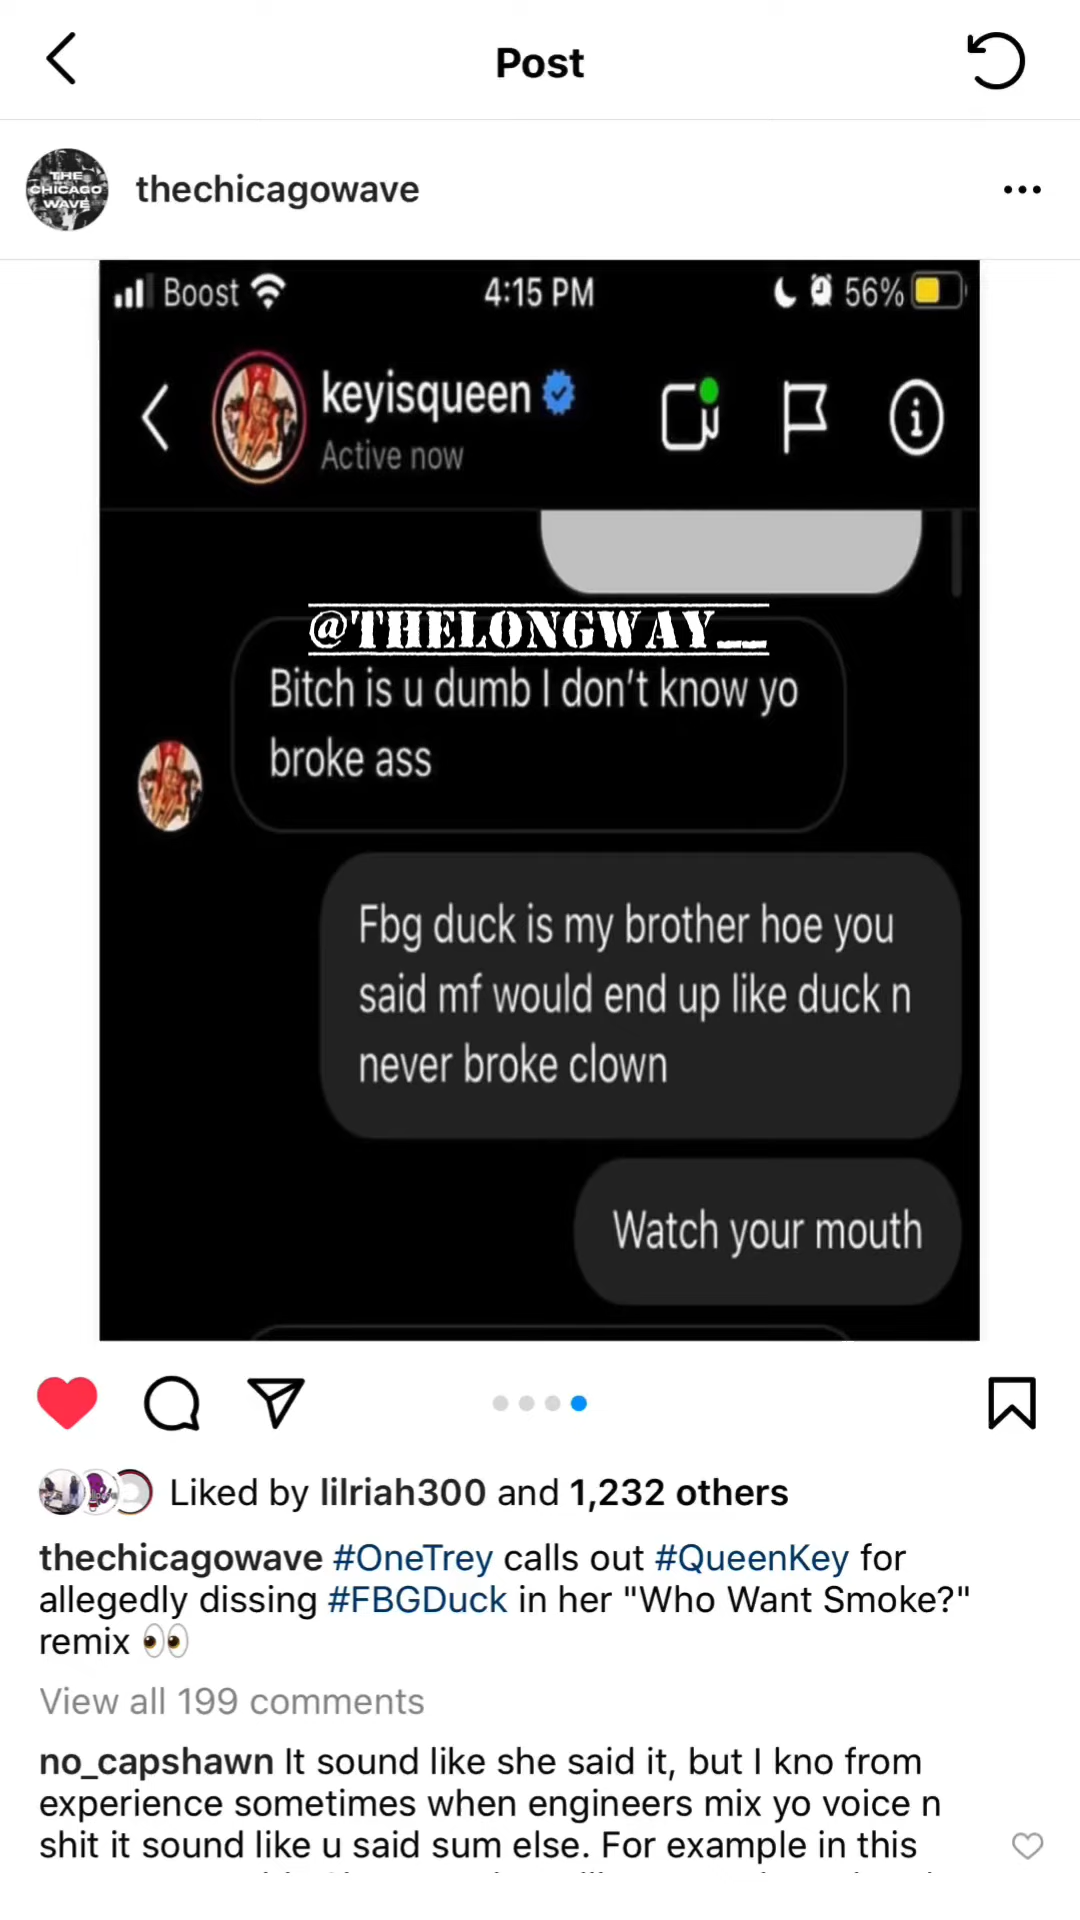 Post
THE
CHICAGO
WAVE
thechicagowave
Boost
4:15 PM
56%
keyisqueen
Active now
@THELONGWAY__
Bitch is u dumb I don't know yo
broke ass
Fbg duck is my brother hoe you
said mf would end up like duck n
never broke clown
Watch your mouth
Liked by lilriah300 and 1,232 others
thechicagowave #OneTrey calls out #QueenKey for
allegedly dissing #FBGDuck in her "Who Want Smoke?"
remix 👀
View all 199 comments
no_capshawn It sound like she said it, but I kno from
experience sometimes when engineers mix yo voice n
shit it sound like u said sum else. For example in this